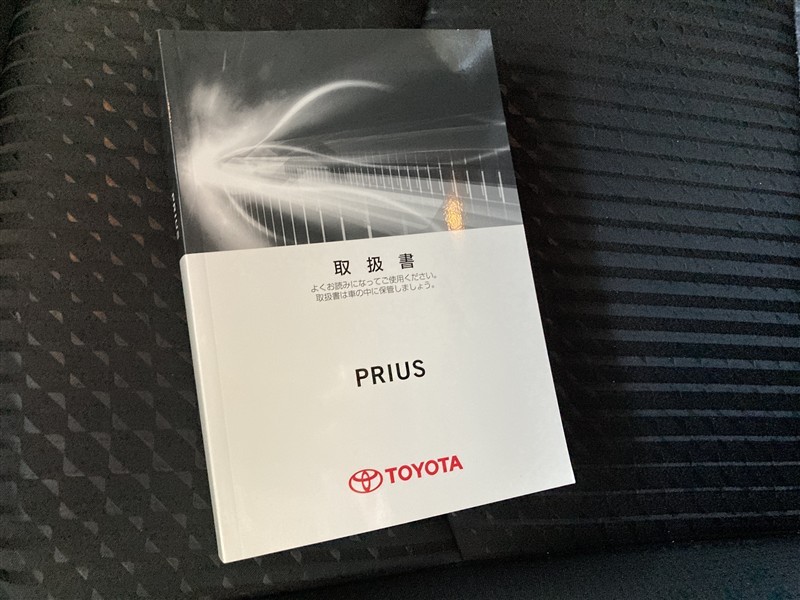 取扱書
よくお読みになってご使用ください。
取扱書は車の中に保管しましょう。
PRIUS
TOYOTA
PRIUS